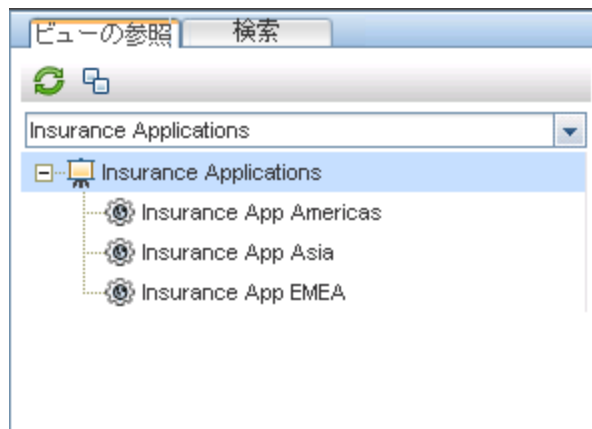 ビューの参照 検索
Insurance Applications
Insurance Applications
Insurance App Americas
Insurance App Asia
Insurance App EMEA